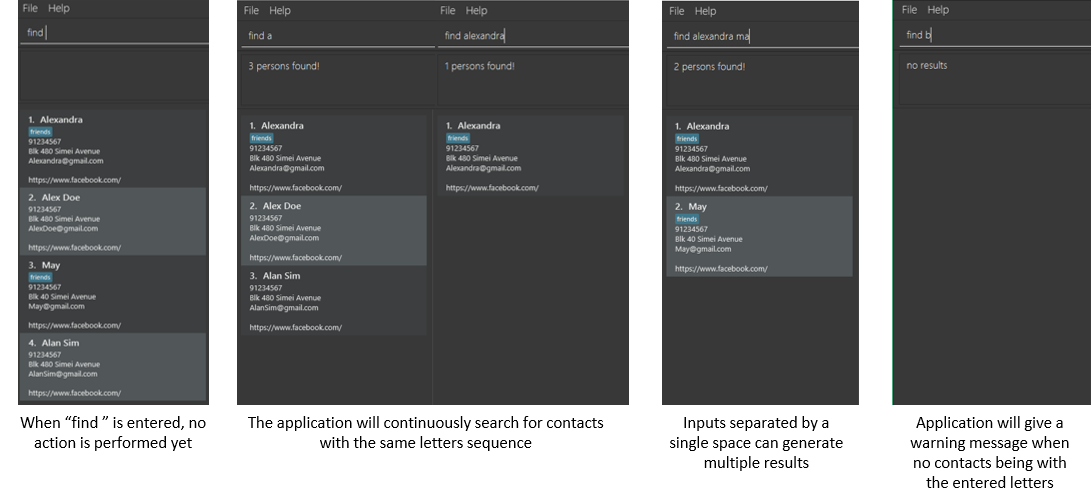 File Help
find
1. Alexandra
friends
91234567
Blk 480 Simei Avenue
Alexandra@gmail.com
https://www.facebook.com/
2. Alex Doe
91234567
Blk 480 Simei Avenue
AlexDoe@gmail.com
https://www.facebook.com/
3. May
friends
91234567
Blk 40 Simei Avenue
May@gmail.com
https://www.facebook.com/
4. Alan Sim
91234567
Blk 480 Simei Avenue
AlanSim@gmail.com
https://www.facebook.com/
When “find ” is entered, no
action is performed yet
File Help
find a
3 persons found!
1. Alexandra
friends
91234567
Blk 480 Simei Avenue
Alexandra@gmail.com
https://www.facebook.com/
2. Alex Doe
91234567
Blk 480 Simei Avenue
AlexDoe@gmail.com
https://www.facebook.com/
3. Alan Sim
91234567
Blk 480 Simei Avenue
AlanSim@gmail.com
https://www.facebook.com/
File Help
find alexandra
1 persons found!
1. Alexandra
friends
91234567
Blk 480 Simei Avenue
Alexandra@gmail.com
https://www.facebook.com/
The application will continuously search for contacts
with the same letters sequence
File Help
find alexandra ma
2 persons found!
1. Alexandra
friends
91234567
Blk 480 Simei Avenue
Alexandra@gmail.com
https://www.facebook.com/
2. May
friends
91234567
Blk 40 Simei Avenue
May@gmail.com
https://www.facebook.com/
Inputs separated by a
single space can generate
multiple results
File Help
find b
no results
Application will give a
warning message when
no contacts being with
the entered letters